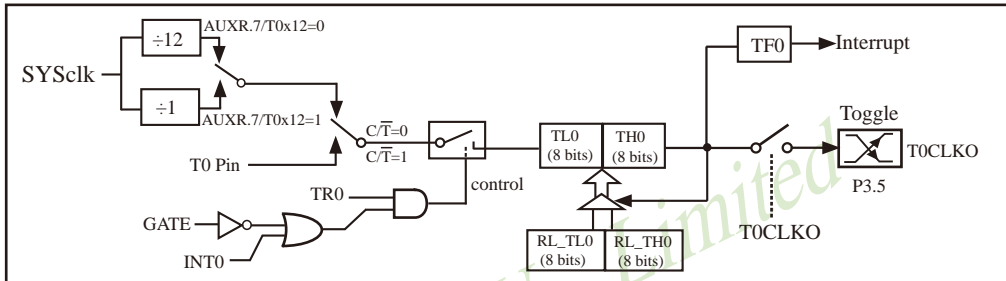 ÷12
AUXR.7/T0x12=0
SYSclk
÷1
AUXR.7/T0x12=1
T0 Pin
C/T̅=0
C/T̅=1
control
TR0
GATE
INT0
TL0
(8 bits)
TH0
(8 bits)
RL_TL0
(8 bits)
RL_TH0
(8 bits)
TF0
Interrupt
Toggle
T0CLKO
P3.5
T0CLKO
Limited